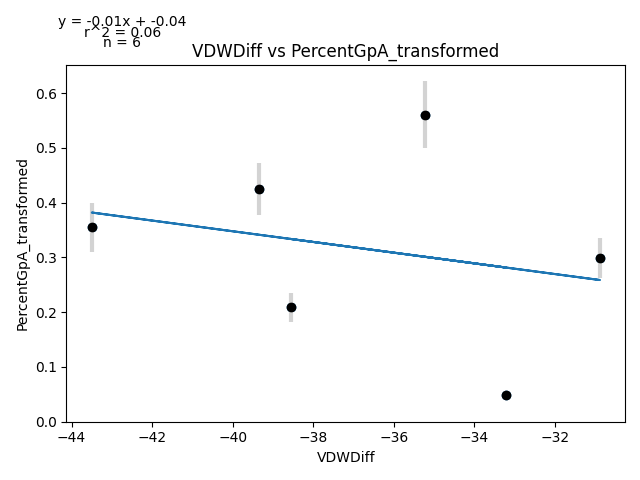 y = -0.01x + -0.04
r^2 = 0.06
n = 6
VDWDiff vs PercentGpA_transformed
PercentGpA_transformed
0.6
0.5
0.4
0.3
0.2
0.1
0.0
−44 −42 −40 −38 −36 −34 −32
VDWDiff